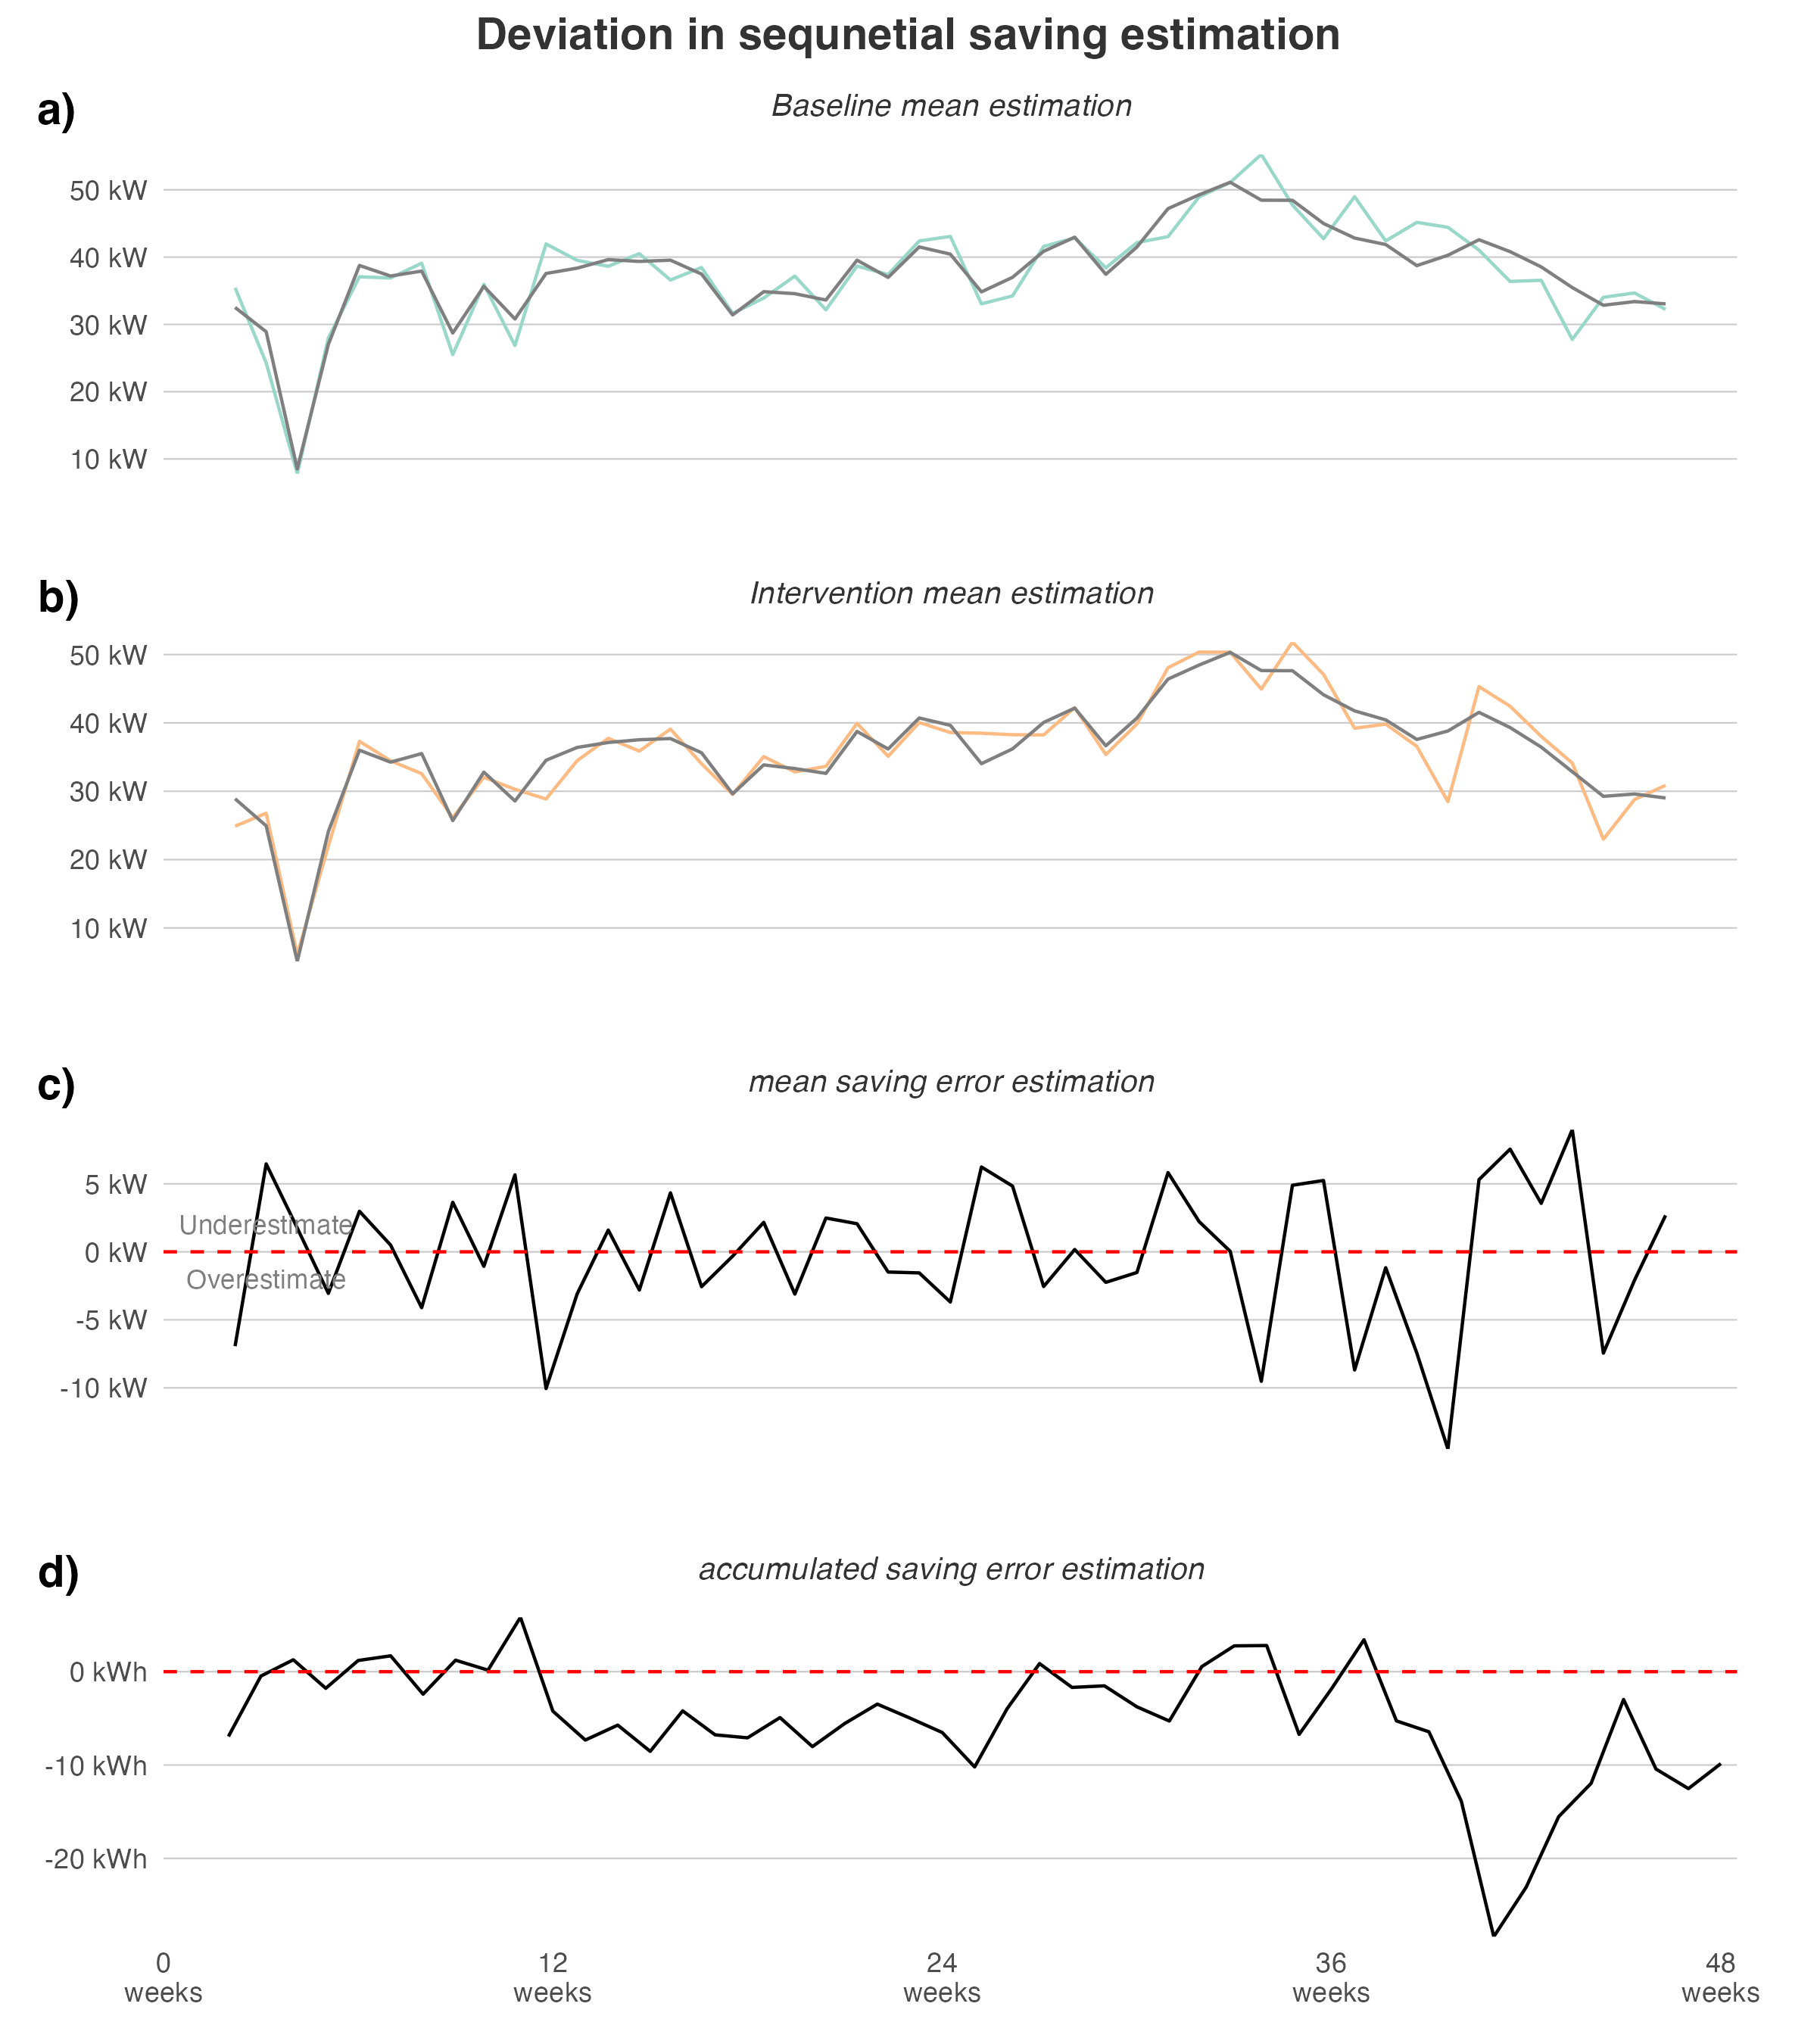 Deviation in sequnetial saving estimation
a)
Baseline mean estimation
50 kW
40 kW
30 kW
20 kW
10 kW
b)
Intervention mean estimation
50 kW
40 kW
30 kW
20 kW
10 kW
c)
mean saving error estimation
5 kW
Underestimate
0 kW
Overestimate
-5 kW
-10 kW
d)
accumulated saving error estimation
0 kWh
-10 kWh
-20 kWh
0 12 24 36 48
weeks weeks weeks weeks weeks